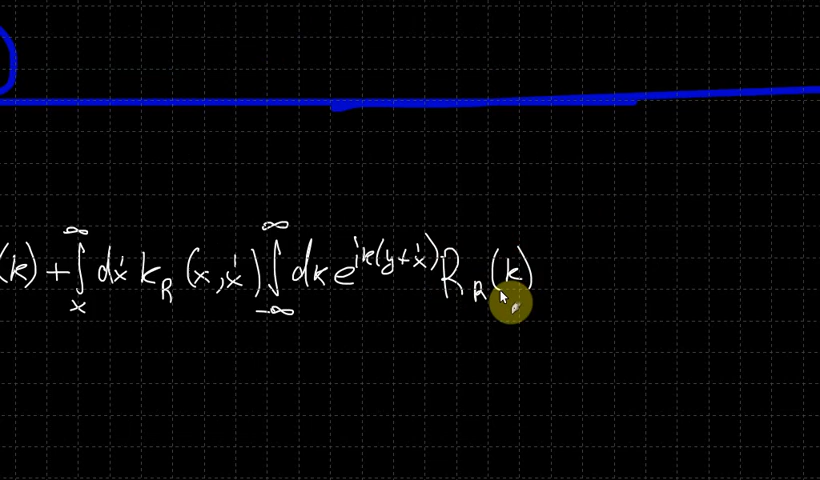 (k) + ∫_x^∞ dx' k_R (x, x') ∫_{-∞}^∞ dk e^{ik(y+x')} R_R (k)